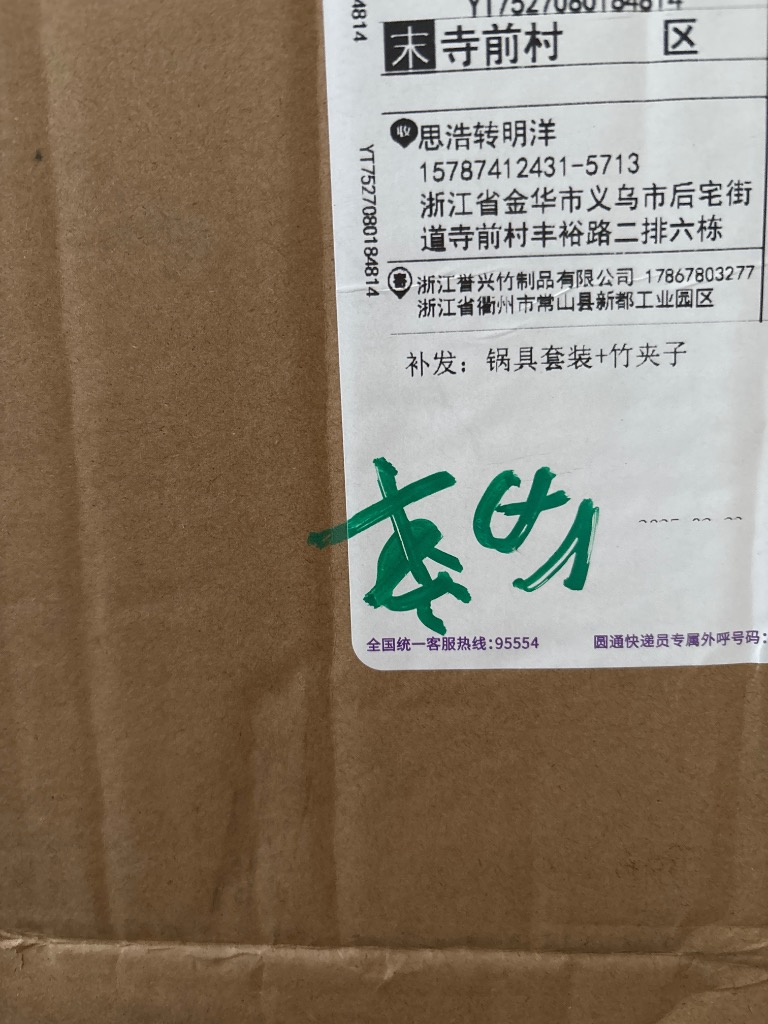 YT7527080184814
末 寺前村 区
收 思浩转明洋
15787412431-5713
浙江省金华市义乌市后宅街
道寺前村丰裕路二排六栋
寄 浙江誉兴竹制品有限公司 17867803277
浙江省衢州市常山县新都工业园区
补发：锅具套装+竹夹子
全国统一客服热线:95554 圆通快递员专属外呼号码:
4814
YT7527080184814